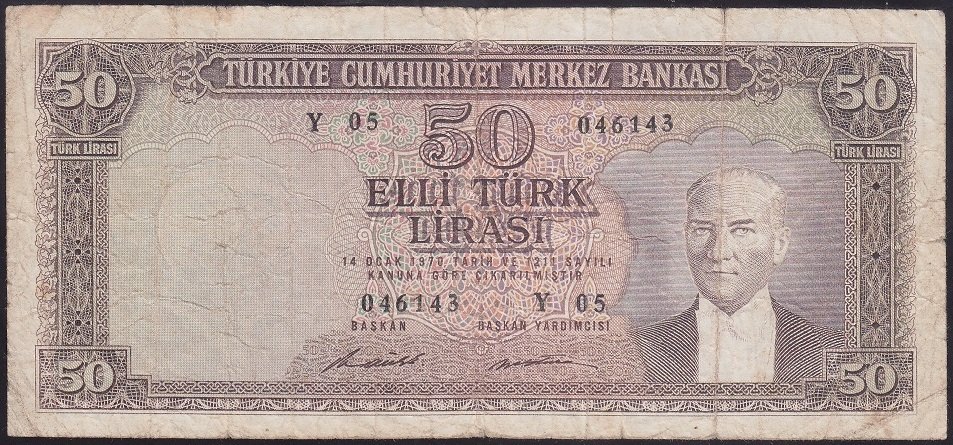 TÜRKİYE CUMHURİYET MERKEZ BANKASI
50
50
TÜRK LİRASI
TÜRK LİRASI
Y 05
50
046143
ELLİ TÜRK
LİRASI
14 OCAK 1970 TARİH VE 1211 SAYILI
KANUNA GÖRE ÇIKARILMIŞTIR
046143 Y 05
BAŞKAN BAŞKAN YARDIMCISI
50
50